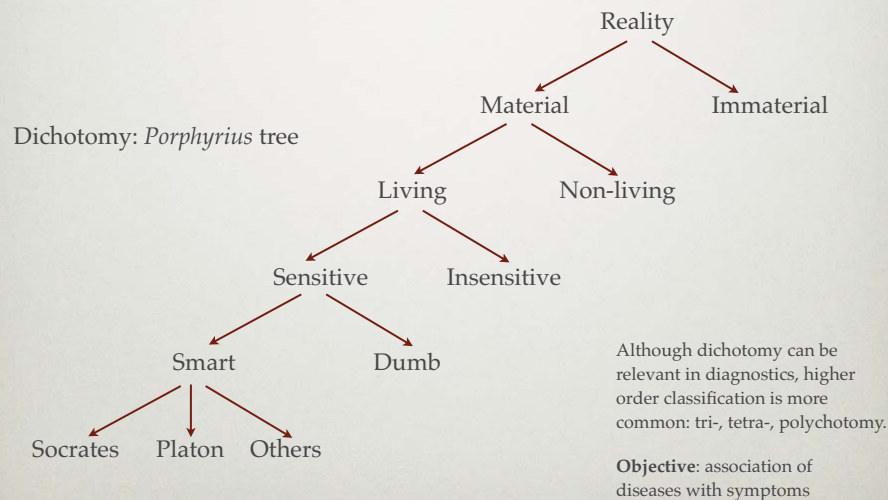 Reality
Material Immaterial
Dichotomy: Porphyrius tree
Living Non-living
Sensitive Insensitive
Smart Dumb
Socrates Platon Others
Although dichotomy can be
relevant in diagnostics, higher
order classification is more
common: tri-, tetra-, polychotomy.
Objective: association of
diseases with symptoms